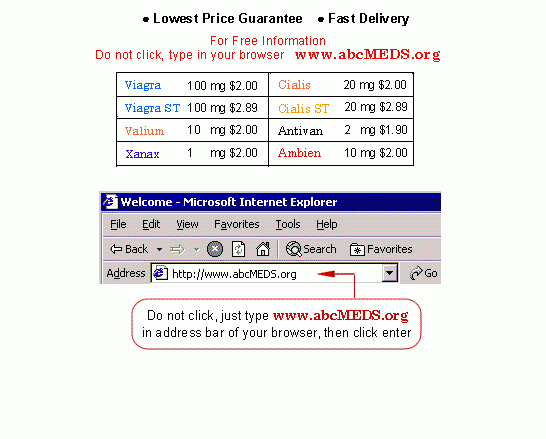 ● Lowest Price Guarantee ● Fast Delivery
For Free Information
Do not click, type in your browser www.abcMEDS.org
Viagra 100 mg $2.00 Cialis 20 mg $2.00
Viagra ST 100 mg $2.89 Cialis ST 20 mg $2.89
Valium 10 mg $2.00 Antivan 2 mg $1.90
Xanax 1 mg $2.00 Ambien 10 mg $2.00
Welcome - Microsoft Internet Explorer
File Edit View Favorites Tools Help
Back Search Favorites
Address http://www.abcMEDS.org Go
Do not click, just type www.abcMEDS.org
in address bar of your browser, then click enter